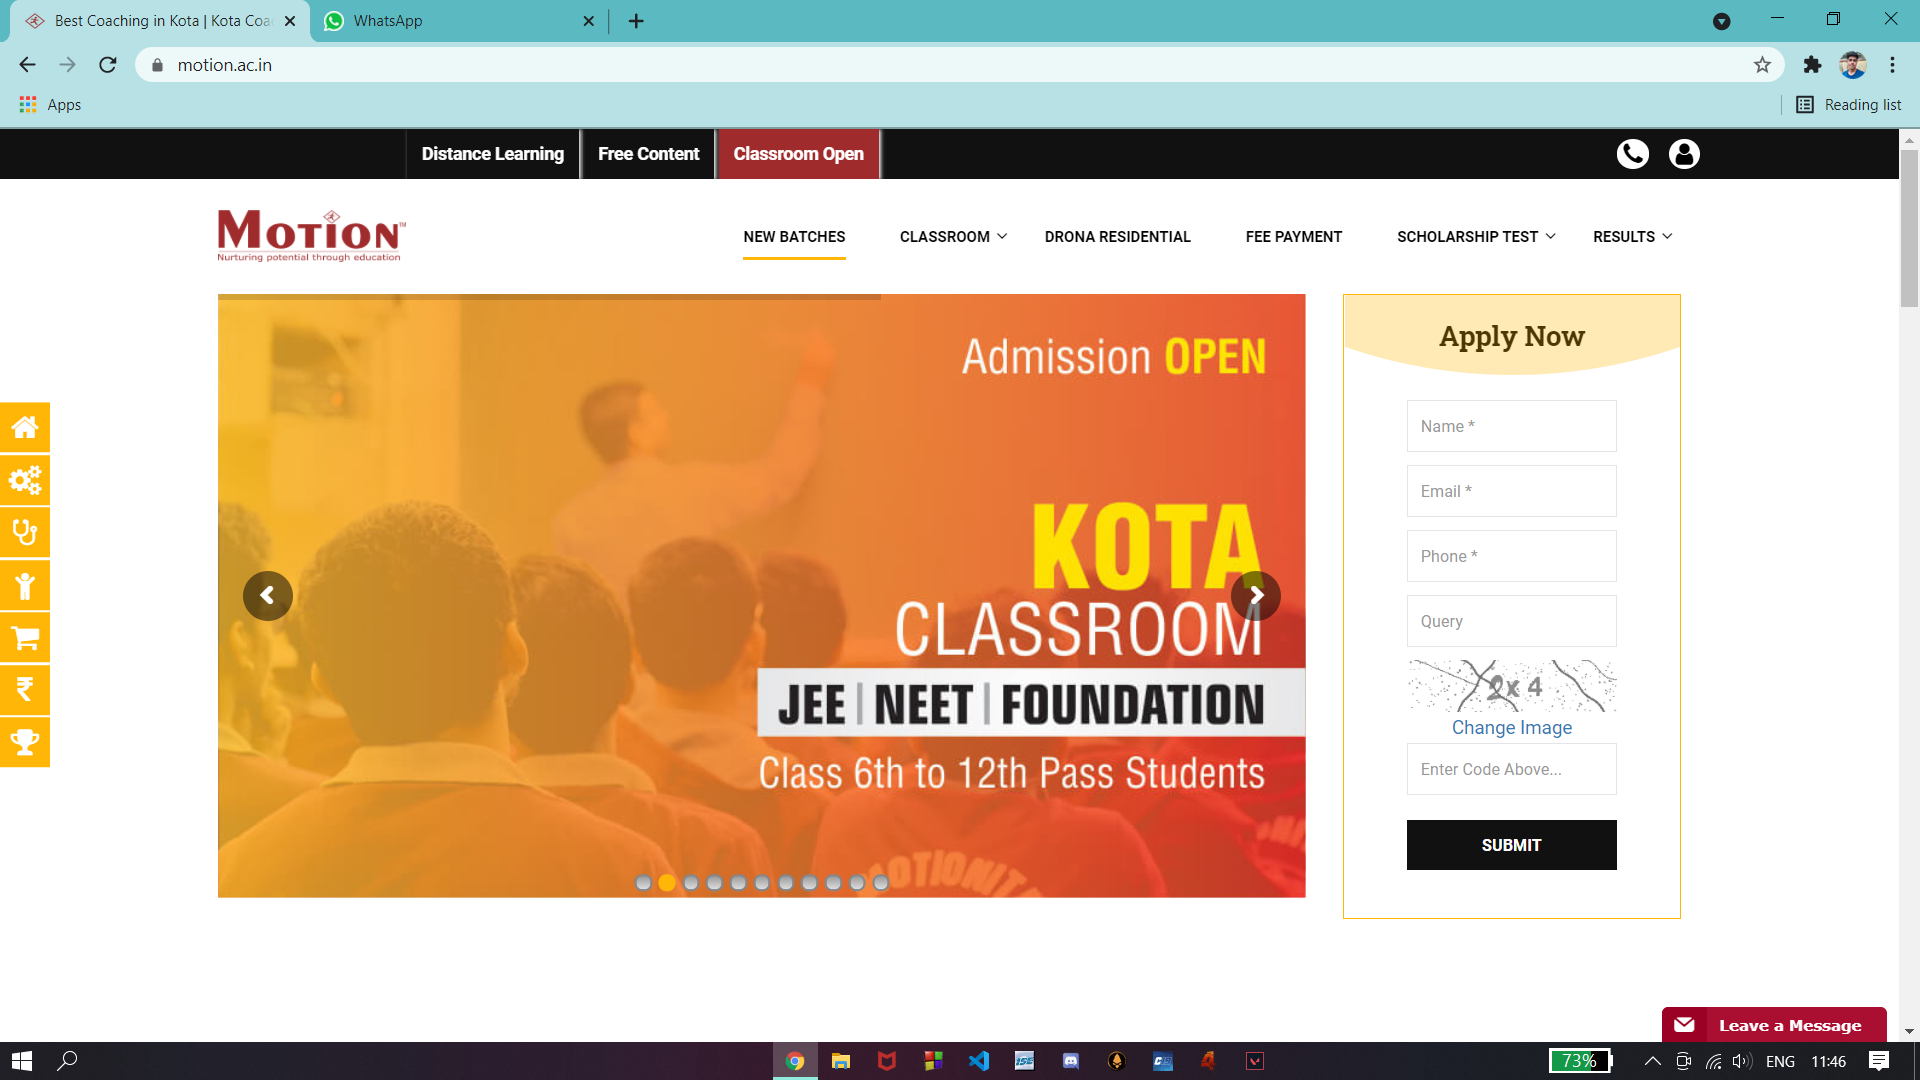 Best Coaching in Kota | Kota Coa
WhatsApp
motion.ac.in
Apps
Reading list
Distance Learning
Free Content
Classroom Open
MOTION™
Nurturing potential through education
NEW BATCHES
CLASSROOM
DRONA RESIDENTIAL
FEE PAYMENT
SCHOLARSHIP TEST
RESULTS
Admission OPEN
KOTA
CLASSROOM
JEE | NEET | FOUNDATION
Class 6th to 12th Pass Students
Apply Now
Name *
Email *
Phone *
Query
2x 4
Change Image
Enter Code Above...
SUBMIT
Leave a Message
73%
ENG
11:46